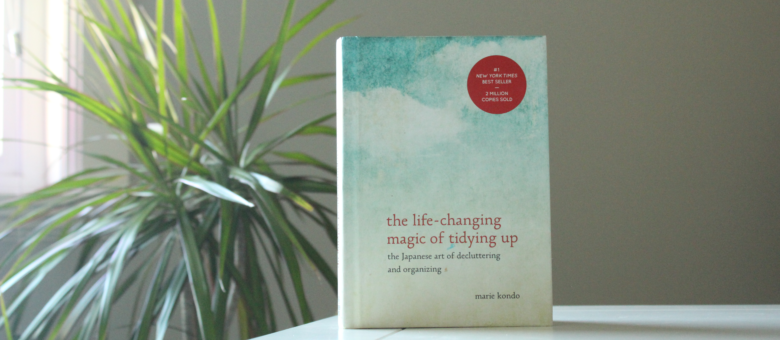 #1
NEW YORK TIMES
BEST SELLER
—
2 MILLION
COPIES SOLD
the life-changing
magic of tidying up
the Japanese art of decluttering
and organizing
marie kondo